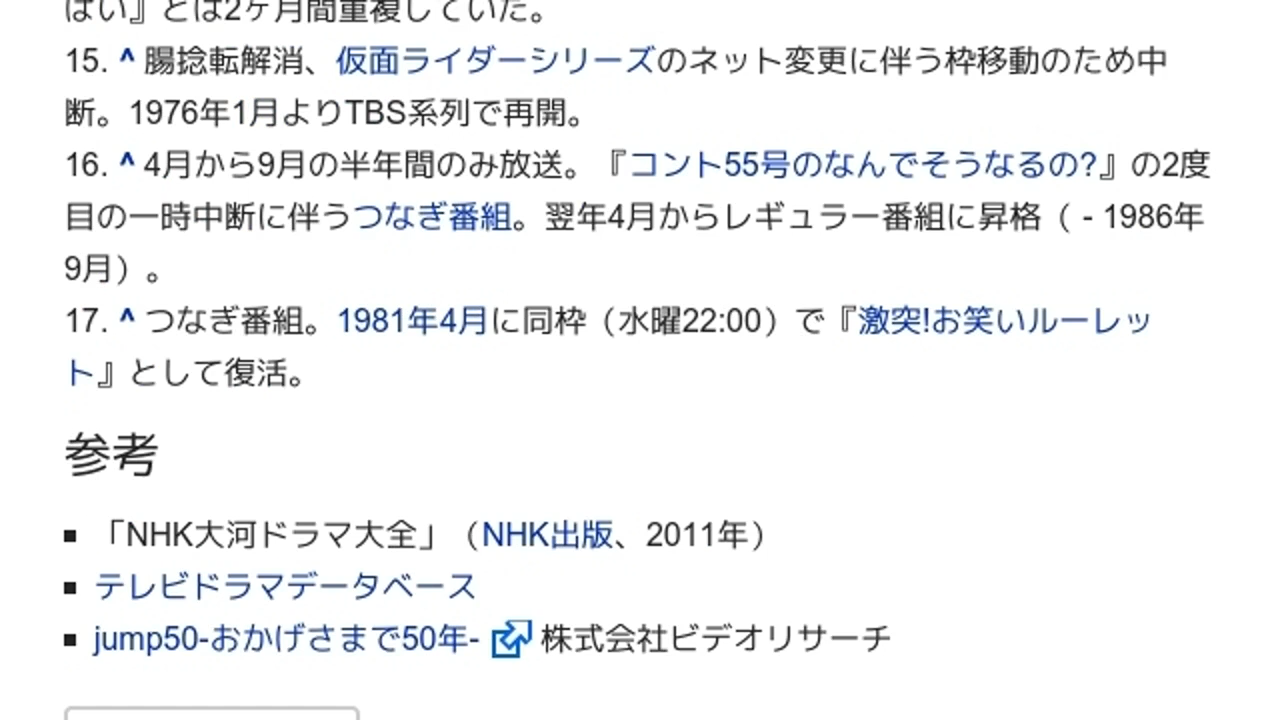 ばい』とは2ヶ月間重複していた。
15. ^ 腸捻転解消、仮面ライダーシリーズのネット変更に伴う枠移動のため中
断。1976年1月よりTBS系列で再開。
16. ^ 4月から9月の半年間のみ放送。『コント55号のなんでそうなるの?』の2度
目の一時中断に伴うつなぎ番組。翌年4月からレギュラー番組に昇格（ - 1986年
9月）。
17. ^ つなぎ番組。1981年4月に同枠（水曜22:00）で『激突!お笑いルーレッ
ト』として復活。
参考
▪ 「NHK大河ドラマ大全」（NHK出版、2011年）
▪ テレビドラマデータベース
▪ jump50-おかげさまで50年- 株式会社ビデオリサーチ